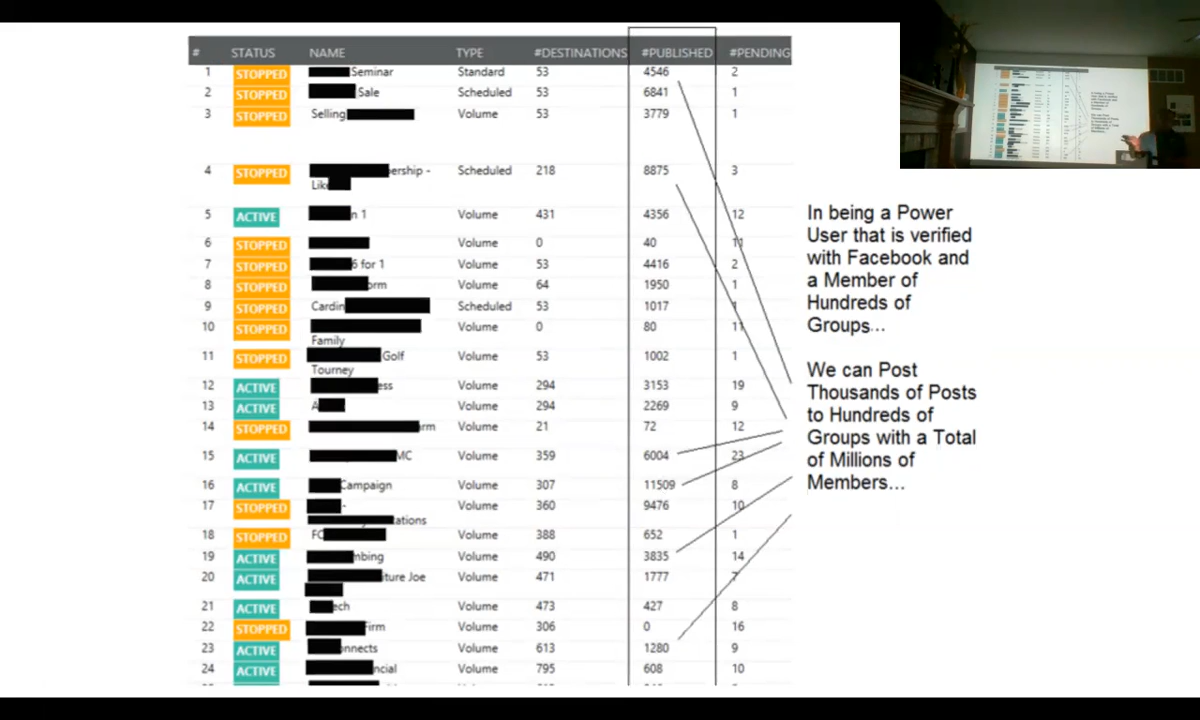 # STATUS NAME TYPE #DESTINATIONS #PUBLISHED #PENDING
1 STOPPED Seminar Standard 53 4546 2
2 STOPPED Sale Scheduled 53 6841 1
3 STOPPED Selling Volume 53 3779 1
4 STOPPED ership - Scheduled 218 8875 3
Like
5 ACTIVE n 1 Volume 431 4356 12
6 STOPPED Volume 0 40 11
7 STOPPED 6 for 1 Volume 53 4416 2
8 STOPPED orm Volume 64 1950 1
9 STOPPED Cardin Scheduled 53 1017 1
10 STOPPED Volume 0 80 11
Family
11 STOPPED Golf Volume 53 1002 1
Tourney
12 ACTIVE ess Volume 294 3153 19
13 ACTIVE A Volume 294 2269 9
14 STOPPED arm Volume 21 72 12
15 ACTIVE MC Volume 359 6004 23
16 ACTIVE Campaign Volume 307 11509 8
17 STOPPED - Volume 360 9476 10
tations
18 STOPPED FC Volume 388 652 1
19 ACTIVE mbing Volume 490 3835 14
20 ACTIVE iture Joe Volume 471 1777 7
21 ACTIVE ech Volume 473 427 8
22 STOPPED Firm Volume 306 0 16
23 ACTIVE onnects Volume 613 1280 9
24 ACTIVE ncial Volume 795 608 10
In being a Power
User that is verified
with Facebook and
a Member of
Hundreds of
Groups...
We can Post
Thousands of Posts
to Hundreds of
Groups with a Total
of Millions of
Members...